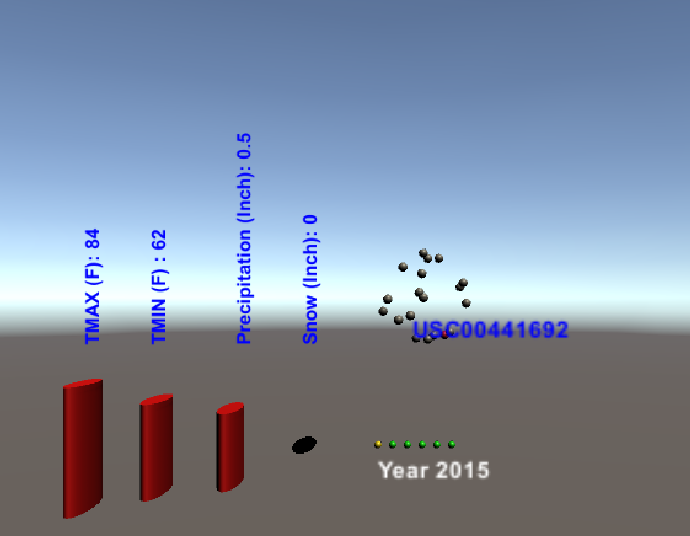 TMAX (F): 84
TMIN (F) : 62
Precipitation (Inch): 0.5
Snow (Inch): 0
USC00441692
Year 2015